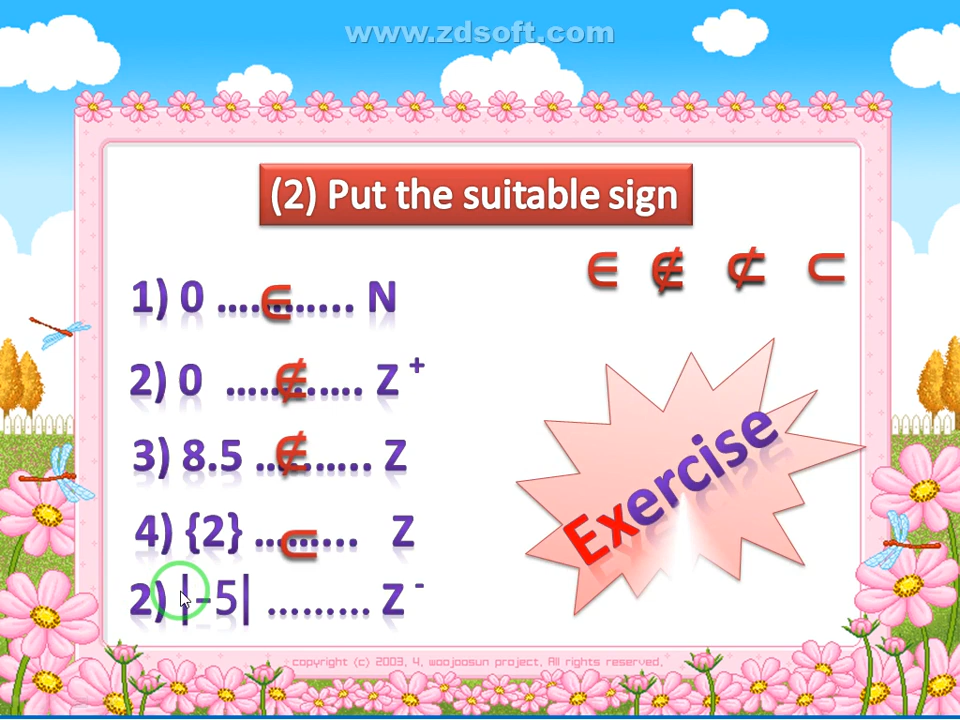 www.zdsoft.com
(2) Put the suitable sign
∈ ∉ ⊄ ⊂
1) 0 ....∈....... N
2) 0 ....∉....... Z +
3) 8.5 ...∉...... Z
4) {2} ...⊂...... Z
2) |-5| ......... Z -
Exercise
copyright (c) 2003. 4. woojoosun project. All rights reserved.